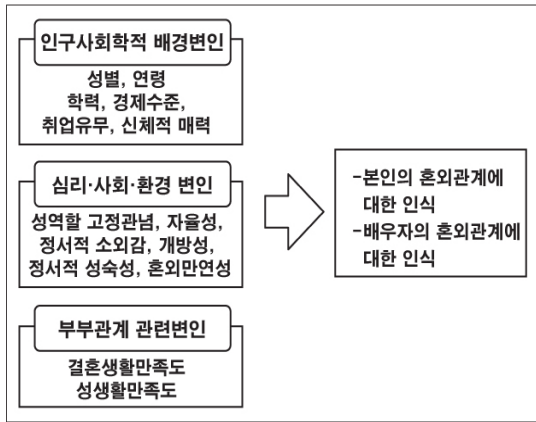 인구사회학적 배경변인
성별, 연령
학력, 경제수준,
취업유무, 신체적 매력
심리·사회·환경 변인
성역할 고정관념, 자율성,
정서적 소외감, 개방성,
정서적 성숙성, 혼외만연성
부부관계 관련변인
결혼생활만족도
성생활만족도
-본인의 혼외관계에
대한 인식
-배우자의 혼외관계에
대한 인식